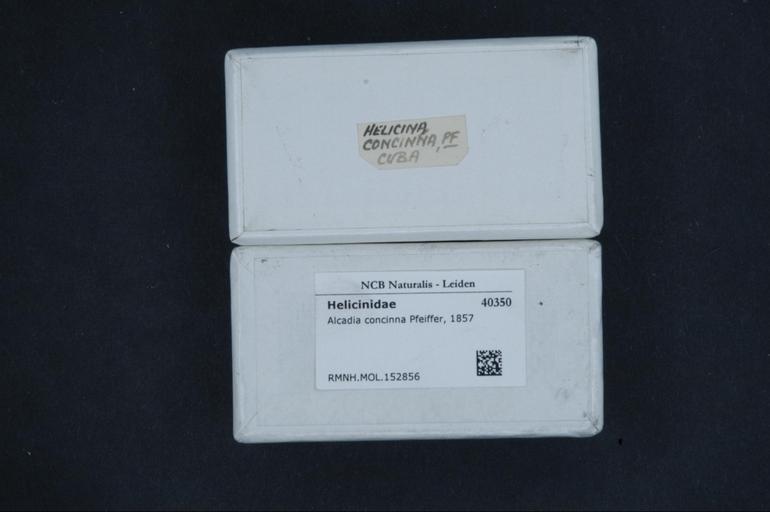 HELICINA
CONCINNA, PF
CUBA
NCB Naturalis - Leiden
Helicinidae 40350
Alcadia concinna Pfeiffer, 1857
RMNH.MOL.152856